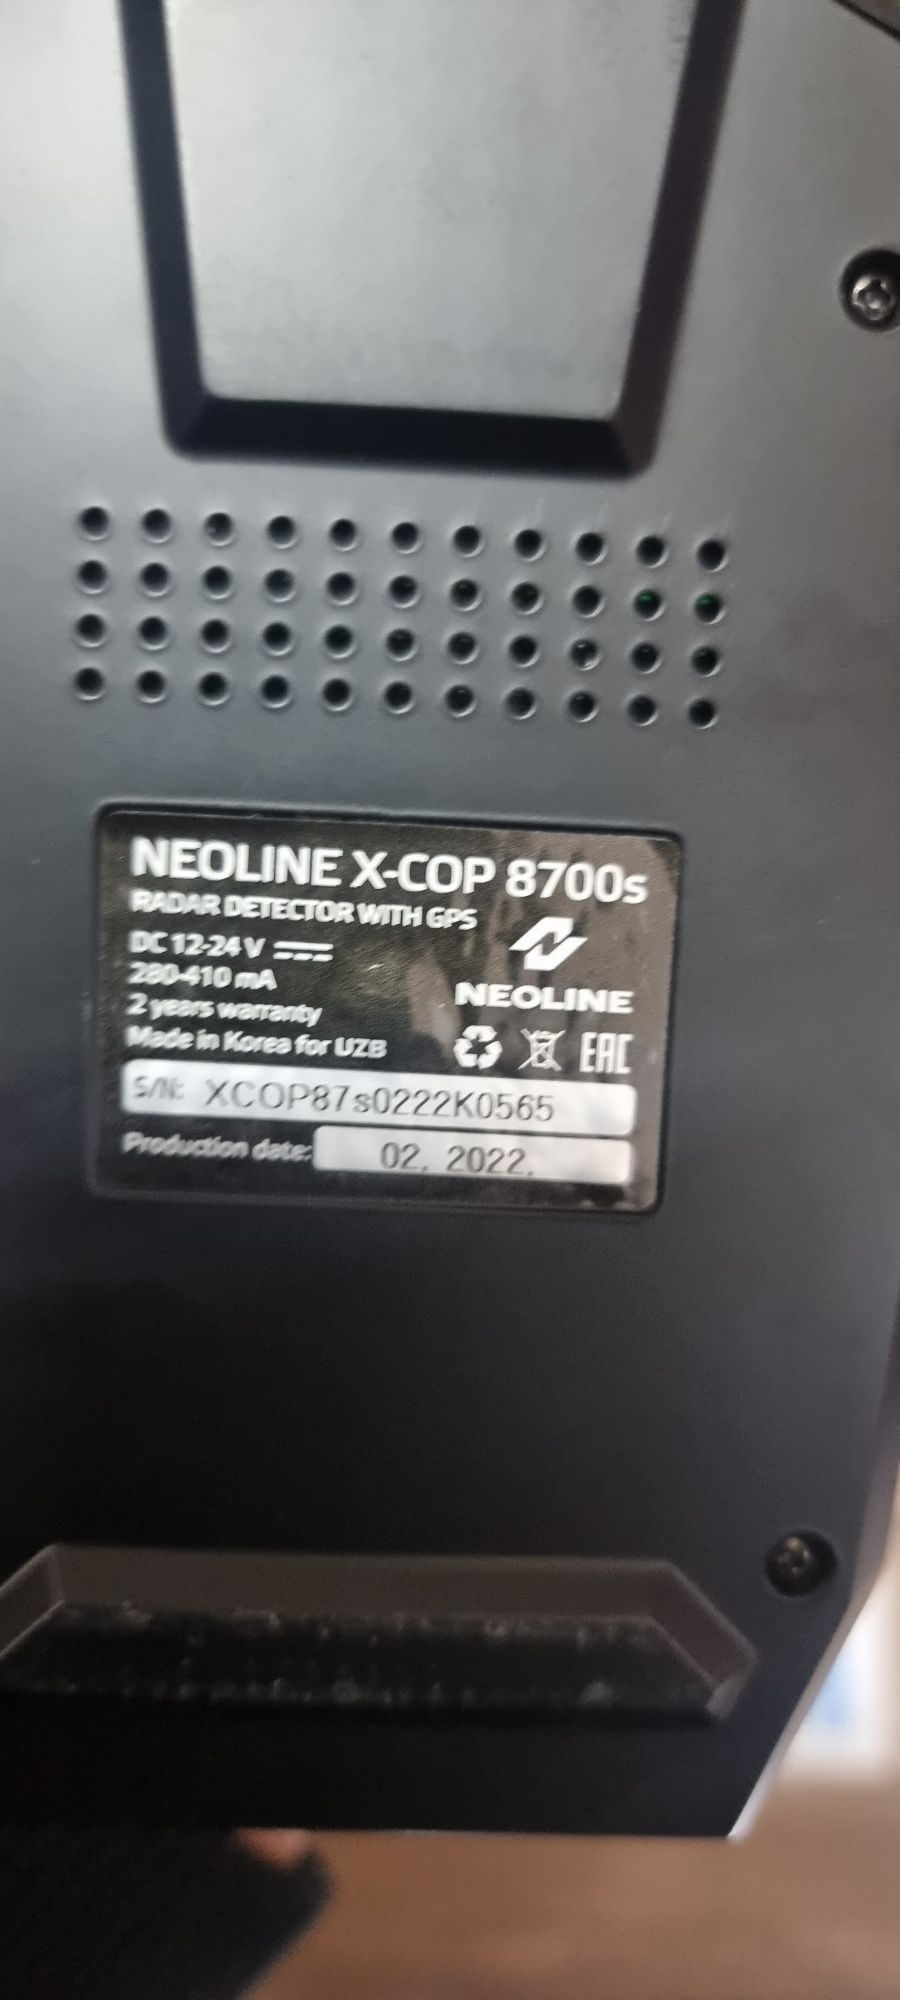 NEOLINE X-COP 8700s
RADAR DETECTOR WITH GPS
DC 12-24 V
280-410 mA
2 years warranty
Made in Korea for UZB
NEOLINE
EAC
S/N: XCOP87s0222K0565
Production date: 02. 2022.